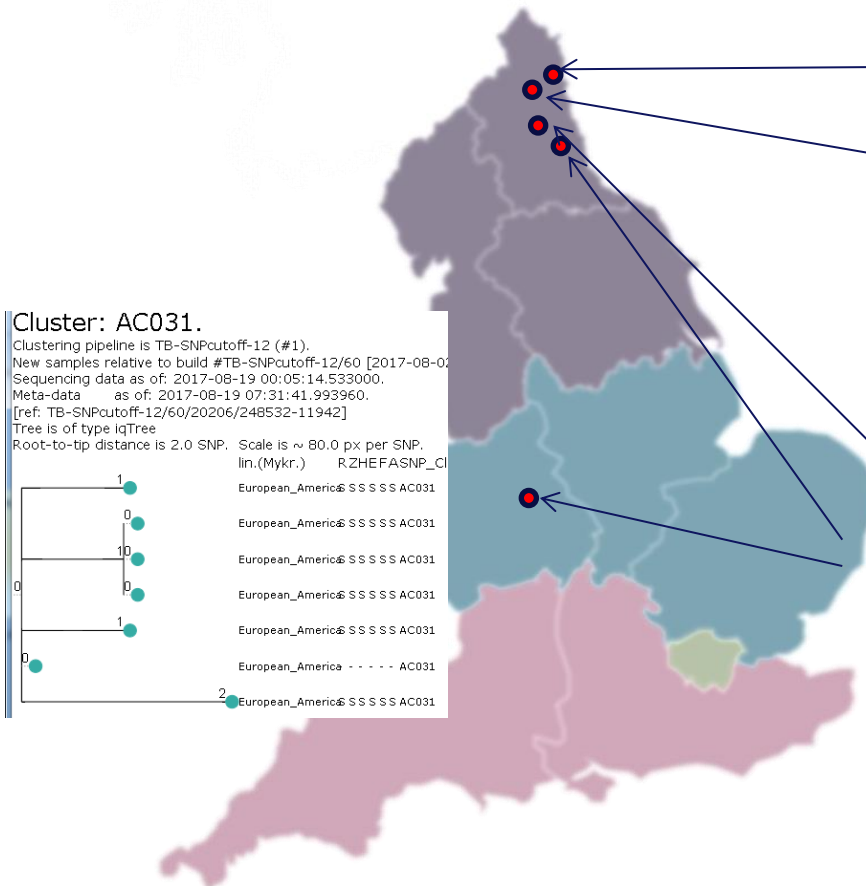 Cluster: AC031.
Clustering pipeline is TB-SNPcutoff-12 (#1).
New samples relative to build #TB-SNPcutoff-12/60 [2017-08-02
Sequencing data as of: 2017-08-19 00:05:14.533000.
Meta-data as of: 2017-08-19 07:31:41.993960.
[ref: TB-SNPcutoff-12/60/20206/248532-11942]
Tree is of type iqTree
Root-to-tip distance is 2.0 SNP. Scale is ~ 80.0 px per SNP.
lin.(Mykr.) RZHEFASNP_Cl
1 European_America S S S S S S AC031
0 European_America S S S S S S AC031
10 European_America S S S S S S AC031
0 0 European_America S S S S S S AC031
1 European_America S S S S S S AC031
0 European_America - - - - - AC031
2 European_America S S S S S S AC031